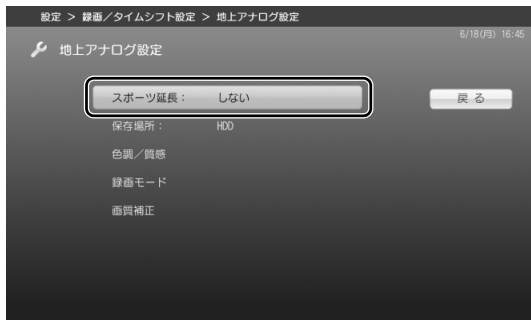 設定 > 録画／タイムシフト設定 > 地上アナログ設定
6/18(月) 16:45
地上アナログ設定
スポーツ延長： しない
戻る
保存場所： HDD
色調／質感
録画モード
画質補正